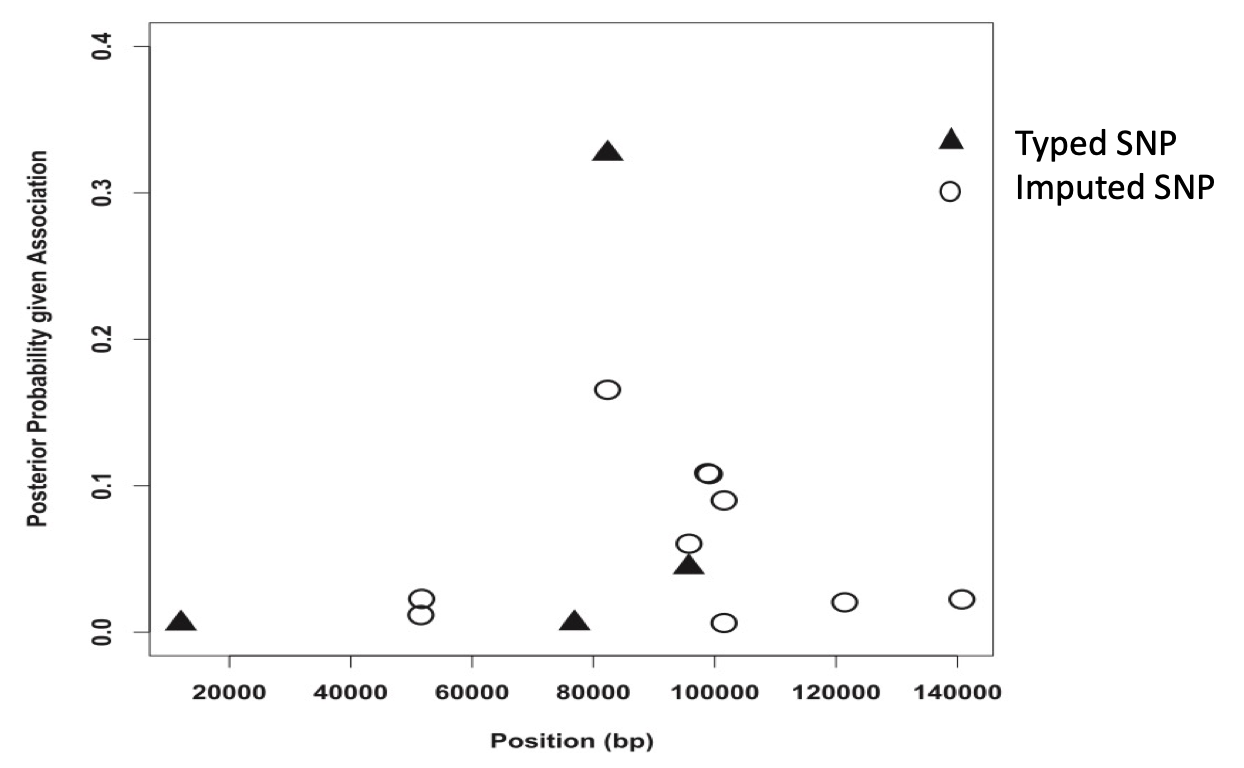 0.4
0.3
0.2
0.1
0.0
Posterior Probability given Association
Typed SNP
Imputed SNP
20000 40000 60000 80000 100000 120000 140000
Position (bp)